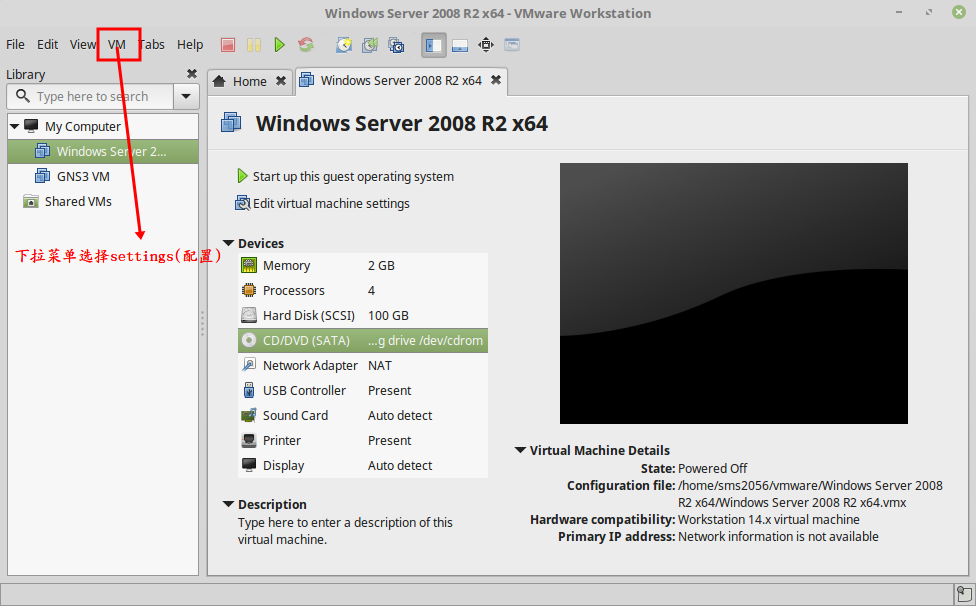 Windows Server 2008 R2 x64 - VMware Workstation
File Edit View VM Tabs Help
Library
Home
Windows Server 2008 R2 x64
Type here to search
My Computer
Windows Server 2...
GNS3 VM
Shared VMs
下拉菜单选择settings(配置)
Windows Server 2008 R2 x64
Start up this guest operating system
Edit virtual machine settings
Devices
Memory 2 GB
Processors 4
Hard Disk (SCSI) 100 GB
CD/DVD (SATA) ...g drive /dev/cdrom
Network Adapter NAT
USB Controller Present
Sound Card Auto detect
Printer Present
Display Auto detect
Description
Type here to enter a description of this
virtual machine.
Virtual Machine Details
State: Powered Off
Configuration file: /home/sms2056/vmware/Windows Server 2008
R2 x64/Windows Server 2008 R2 x64.vmx
Hardware compatibility: Workstation 14.x virtual machine
Primary IP address: Network information is not available